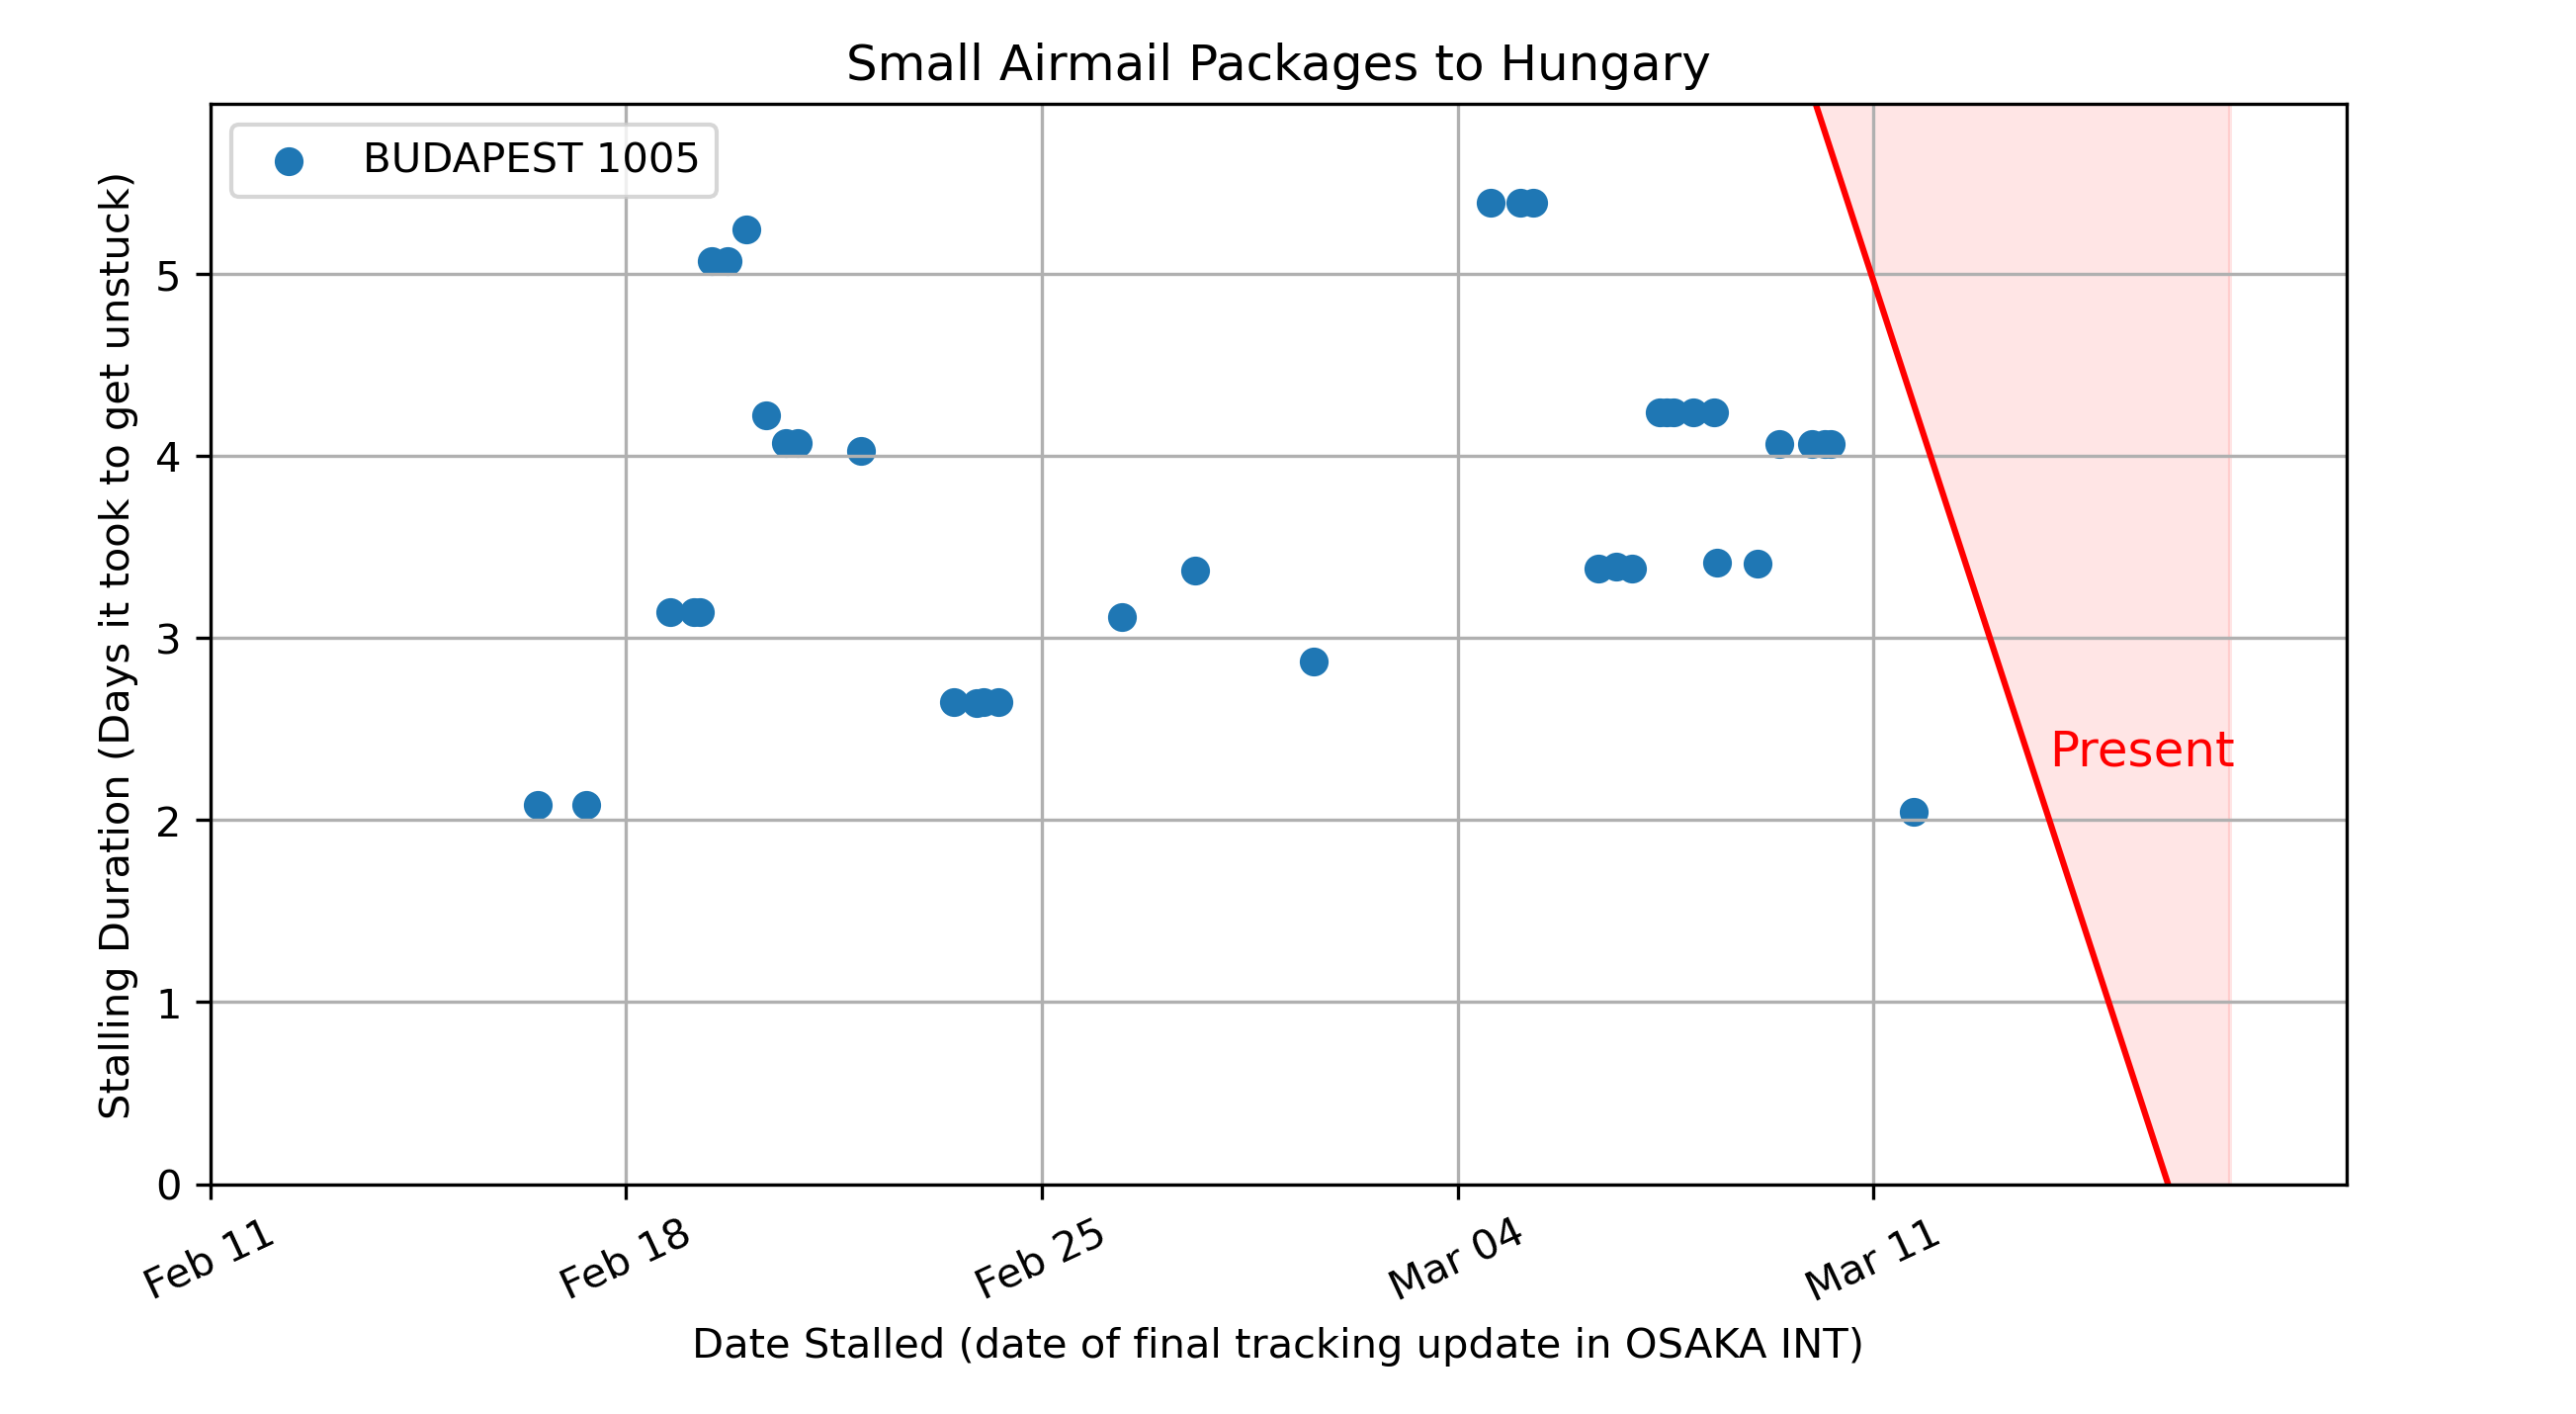 Small Airmail Packages to Hungary
BUDAPEST 1005
Stalling Duration (Days it took to get unstuck)
5
4
3
2
1
0
Present
Feb 11
Feb 18
Feb 25
Mar 04
Mar 11
Date Stalled (date of final tracking update in OSAKA INT)